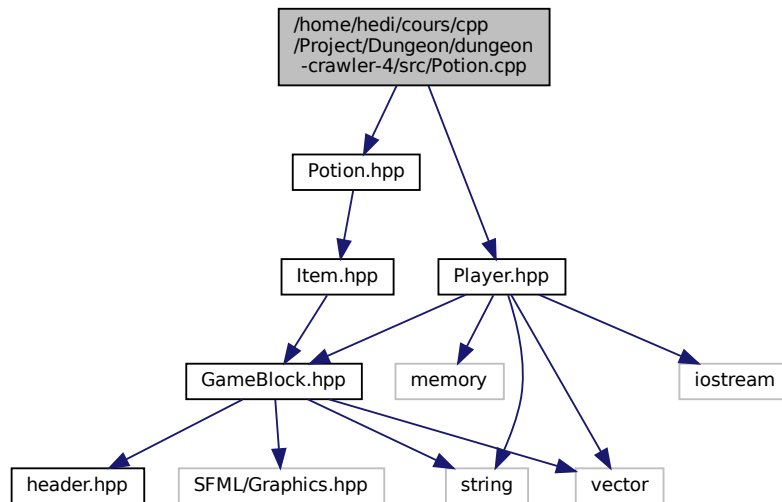 /home/hedi/cours/cpp
/Project/Dungeon/dungeon
-crawler-4/src/Potion.cpp
Potion.hpp
Item.hpp
Player.hpp
GameBlock.hpp
memory
iostream
header.hpp
SFML/Graphics.hpp
string
vector